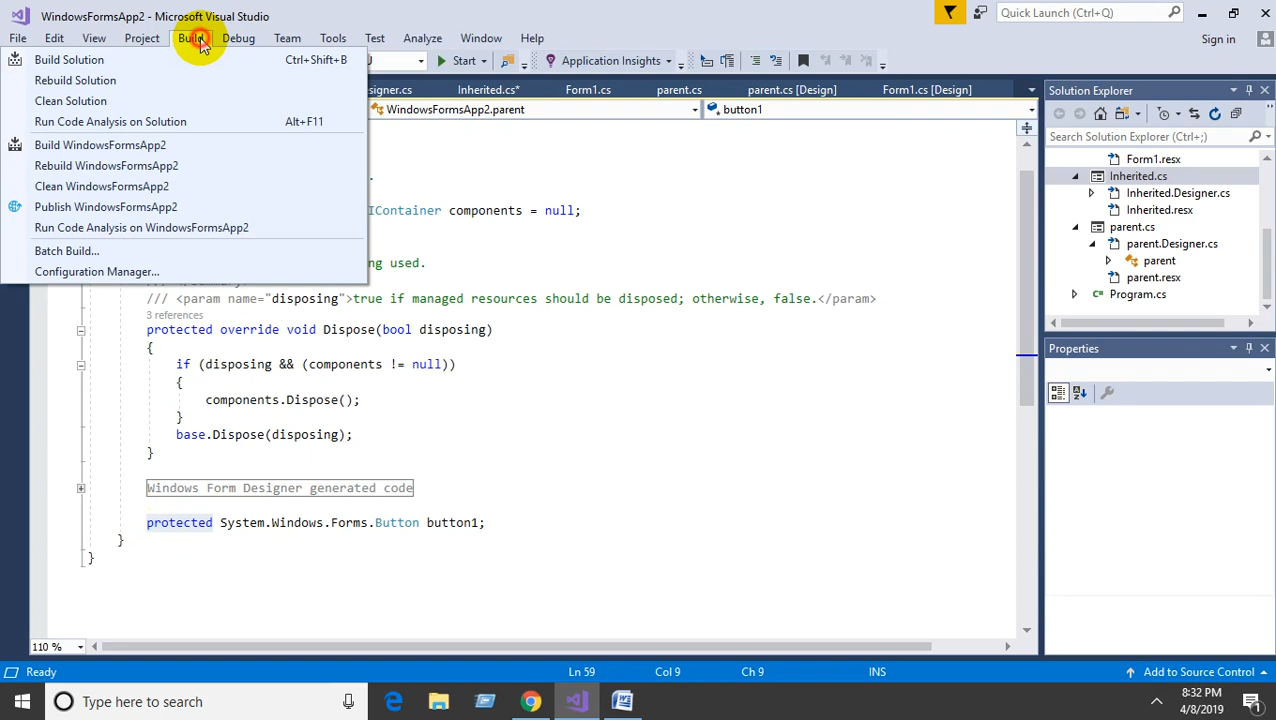 WindowsFormsApp2 - Microsoft Visual Studio
Quick Launch (Ctrl+Q)
File Edit View Project Build Debug Team Tools Test Analyze Window Help
Sign in
Start
Application Insights
Build Solution Ctrl+Shift+B
Rebuild Solution
Clean Solution
Run Code Analysis on Solution Alt+F11
Build WindowsFormsApp2
Rebuild WindowsFormsApp2
Clean WindowsFormsApp2
Publish WindowsFormsApp2
Run Code Analysis on WindowsFormsApp2
Batch Build...
Configuration Manager...
signer.cs Inherited.cs* Form1.cs parent.cs parent.cs [Design] Form1.cs [Design]
WindowsFormsApp2.parent button1
IContainer components = null;
ng used.
/// <param name="disposing">true if managed resources should be disposed; otherwise, false.</param>
3 references
protected override void Dispose(bool disposing)
{
if (disposing && (components != null))
{
components.Dispose();
}
base.Dispose(disposing);
}
Windows Form Designer generated code
protected System.Windows.Forms.Button button1;
}
}
110 %
Solution Explorer
Search Solution Explorer (Ctrl+;)
Form1.resx
Inherited.cs
Inherited.Designer.cs
Inherited.resx
parent.cs
parent.Designer.cs
parent
parent.resx
Program.cs
Properties
Ready Ln 59 Col 9 Ch 9 INS Add to Source Control
Type here to search
8:32 PM
4/8/2019
1